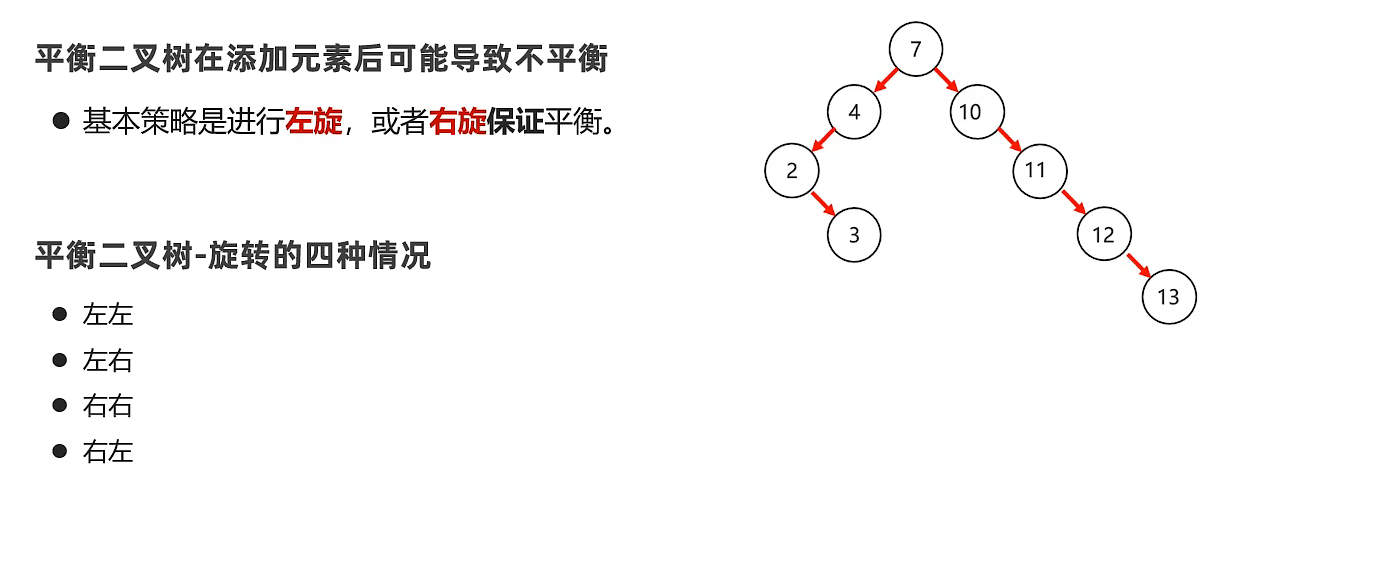 平衡二叉树在添加元素后可能导致不平衡
● 基本策略是进行左旋，或者右旋保证平衡。
平衡二叉树-旋转的四种情况
● 左左
● 左右
● 右右
● 右左
7
4
10
2
11
3
12
13